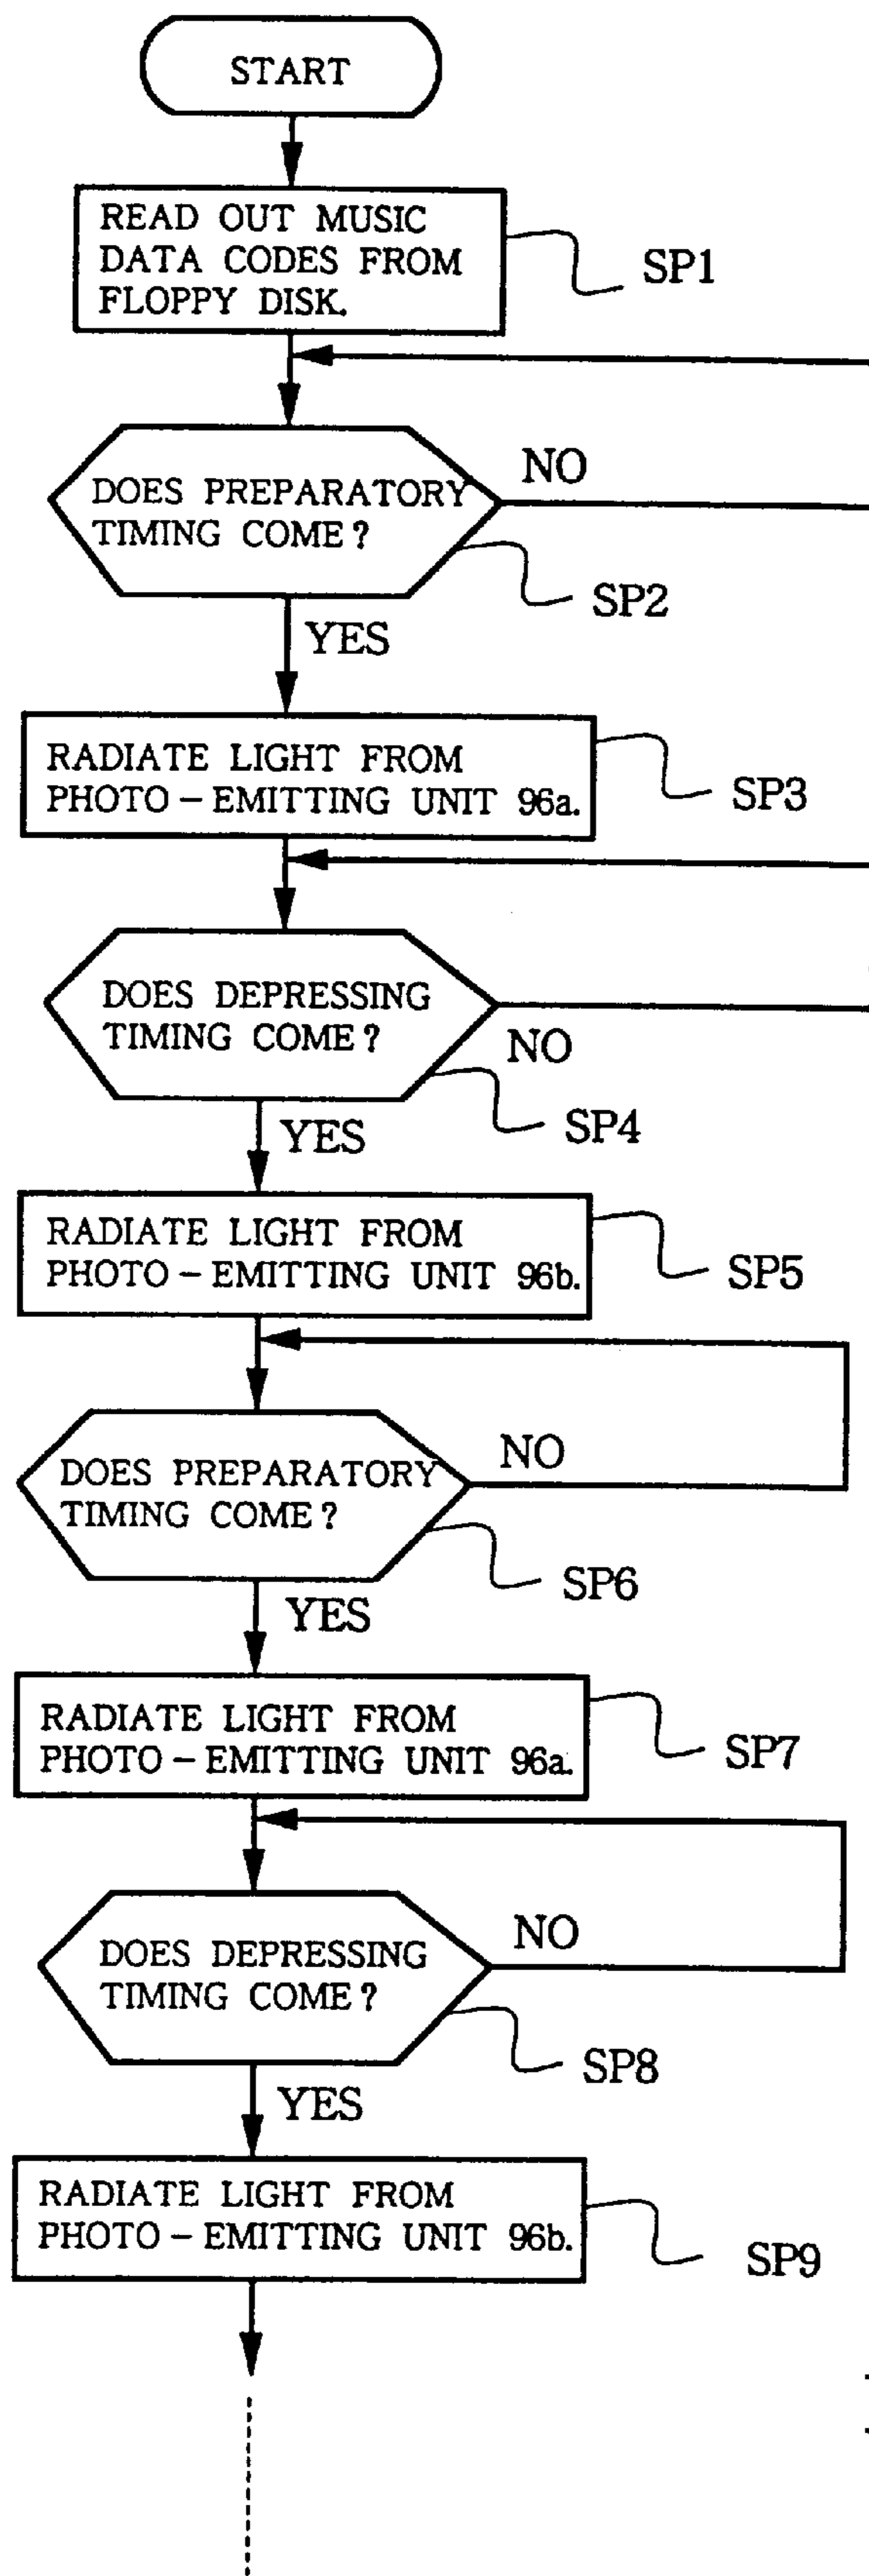 START
READ OUT MUSIC
DATA CODES FROM
FLOPPY DISK.
SP1
DOES PREPARATORY
TIMING COME?
NO
SP2
YES
RADIATE LIGHT FROM
PHOTO-EMITTING UNIT 96a.
SP3
DOES DEPRESSING
TIMING COME?
NO
SP4
YES
RADIATE LIGHT FROM
PHOTO-EMITTING UNIT 96b.
SP5
DOES PREPARATORY
TIMING COME?
NO
SP6
YES
RADIATE LIGHT FROM
PHOTO-EMITTING UNIT 96a.
SP7
DOES DEPRESSING
TIMING COME?
NO
SP8
YES
RADIATE LIGHT FROM
PHOTO-EMITTING UNIT 96b.
SP9